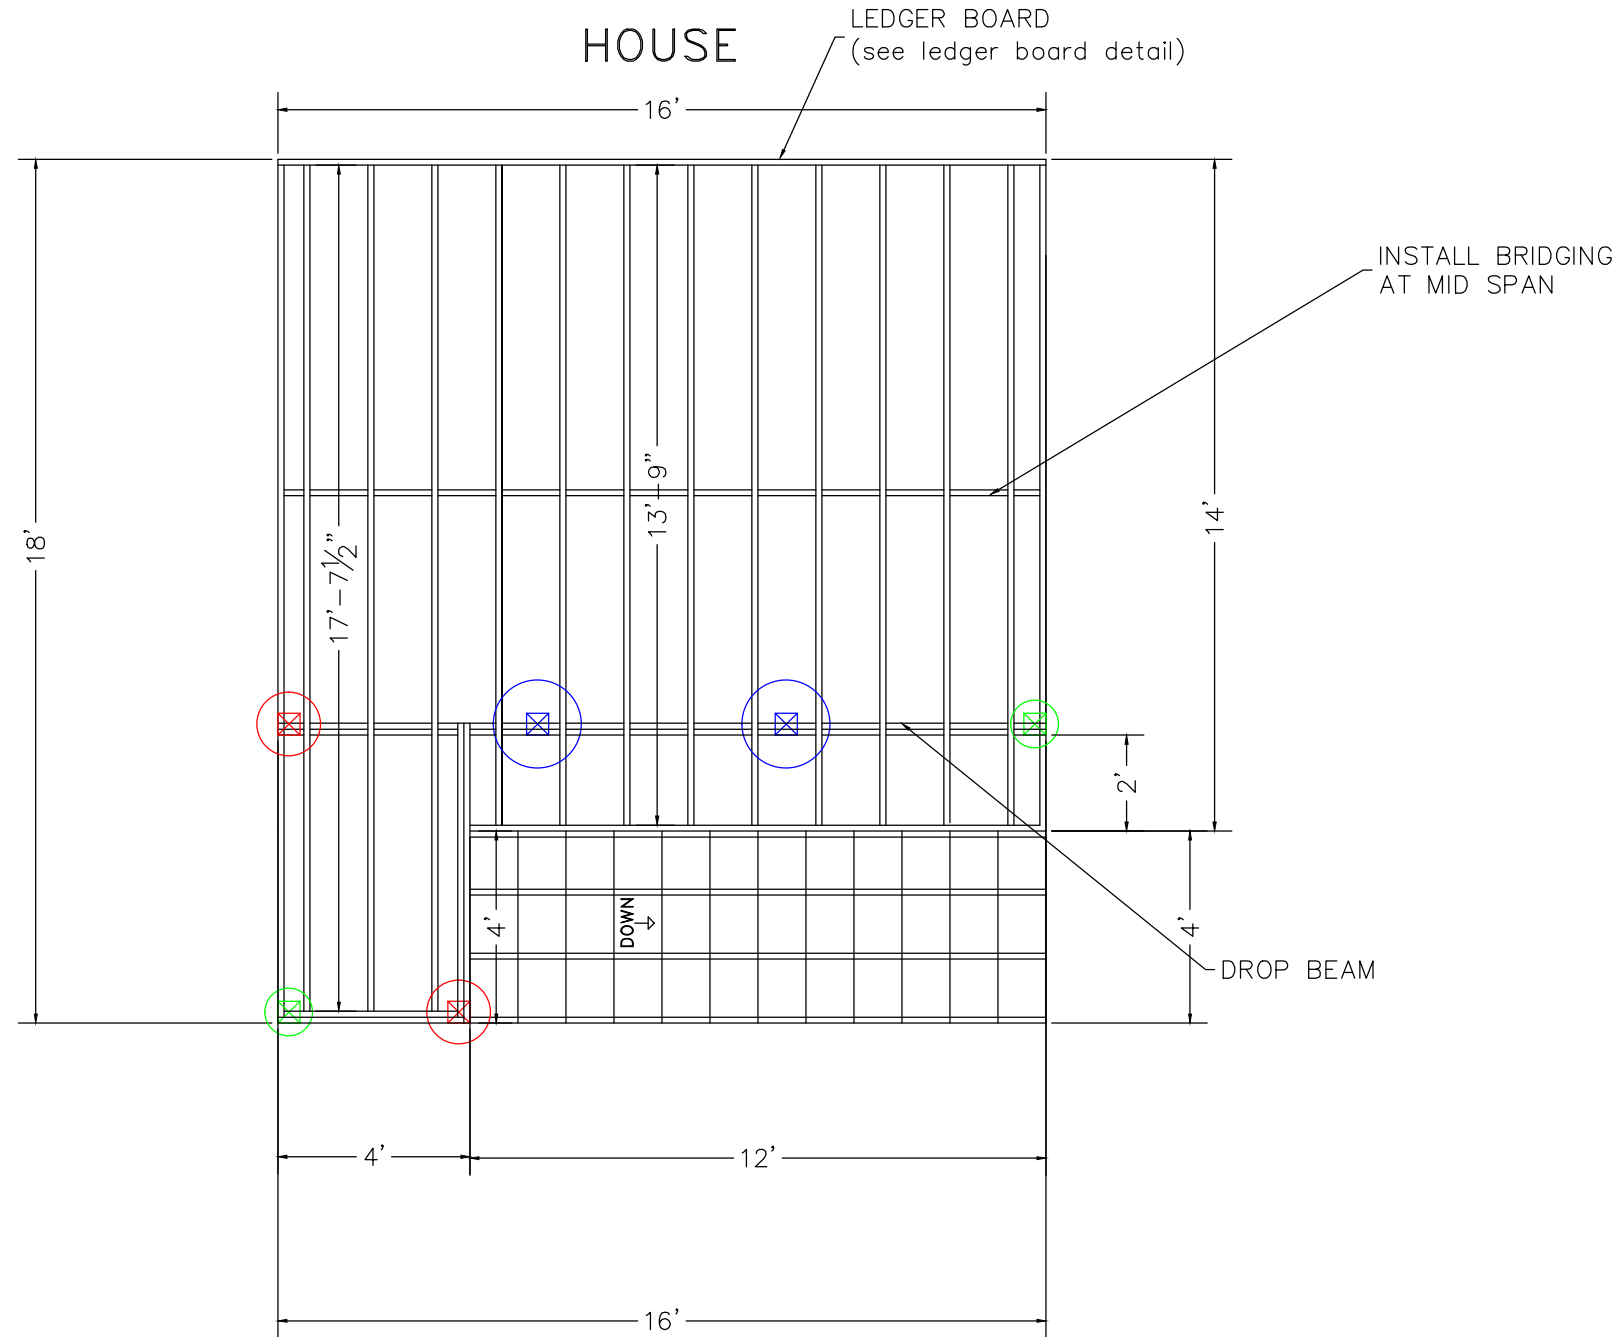 HOUSE
LEDGER BOARD
(see ledger board detail)
16'
INSTALL BRIDGING
AT MID SPAN
18'
17'-7½"
13'-9"
14'
2'
4'
DOWN
4'
DROP BEAM
4'
12'
16'